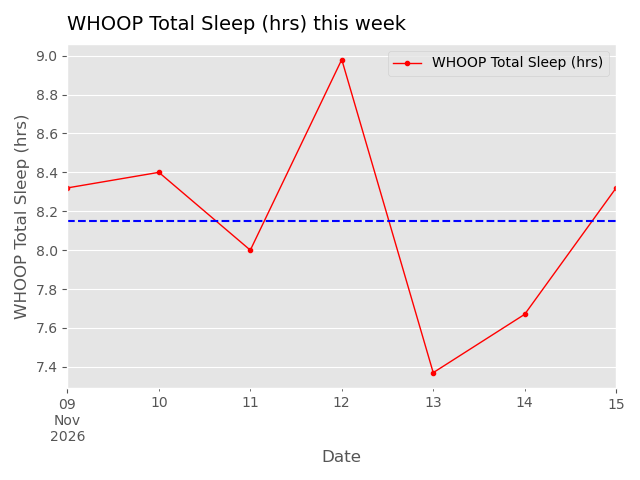 WHOOP Total Sleep (hrs) this week
WHOOP Total Sleep (hrs)
WHOOP Total Sleep (hrs)
9.0
8.8
8.6
8.4
8.2
8.0
7.8
7.6
7.4
09 10 11 12 13 14 15
Nov
2026
Date